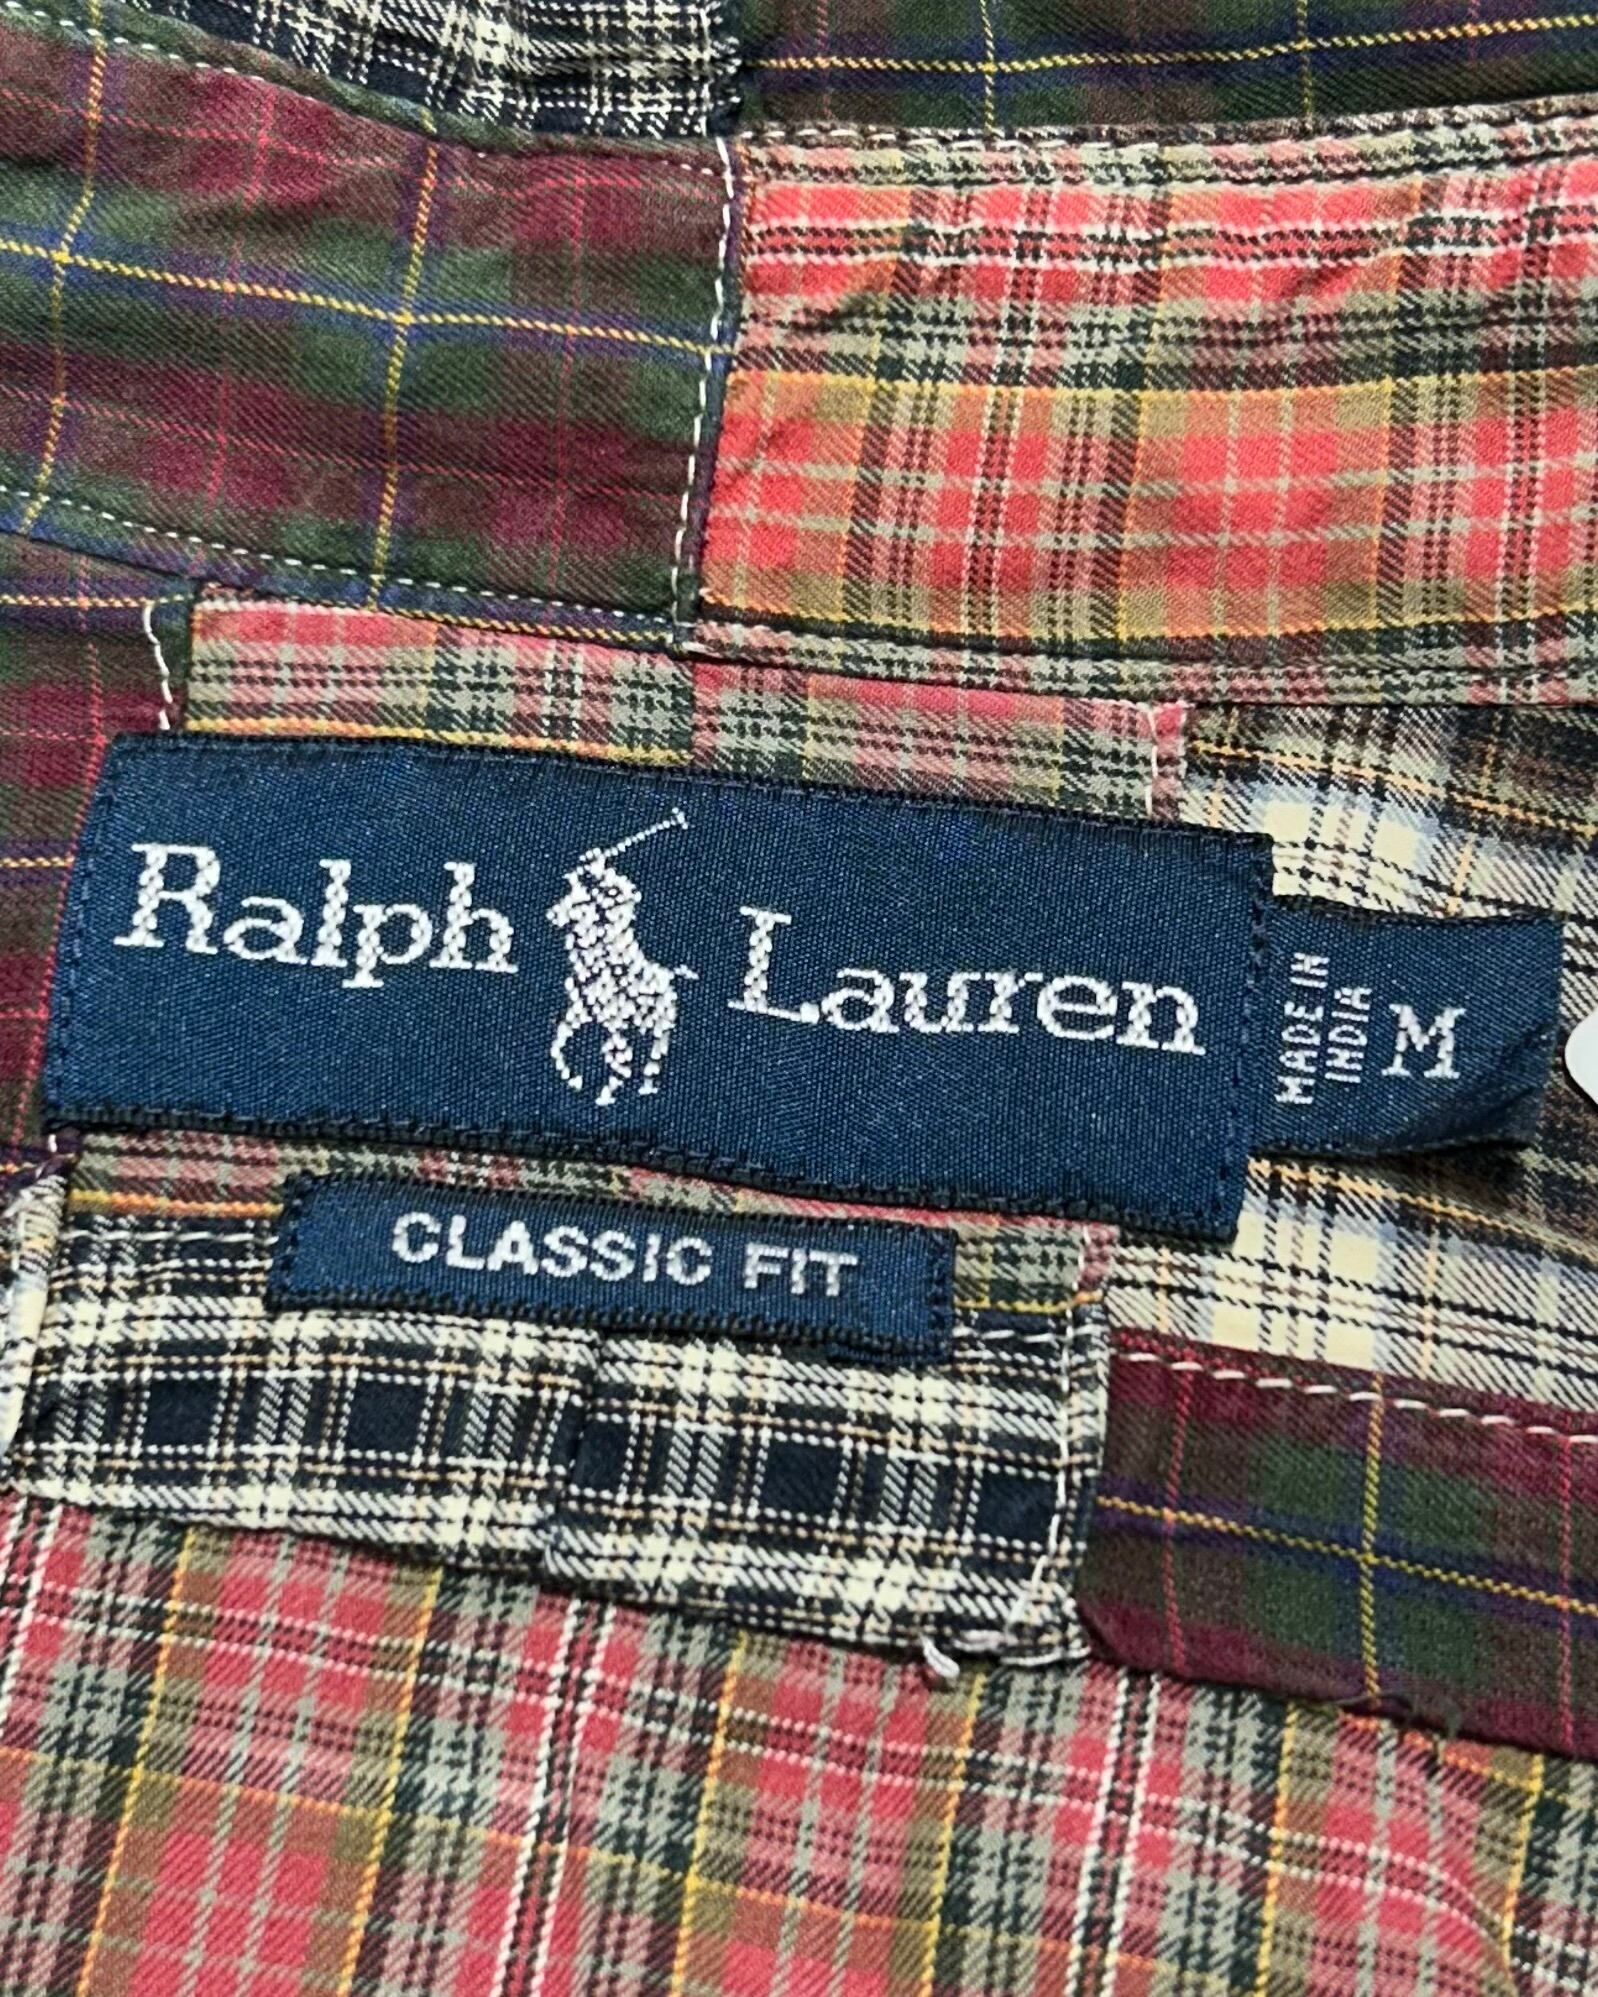 Ralph Lauren
MADE IN
INDIA
M
CLASSIC FIT